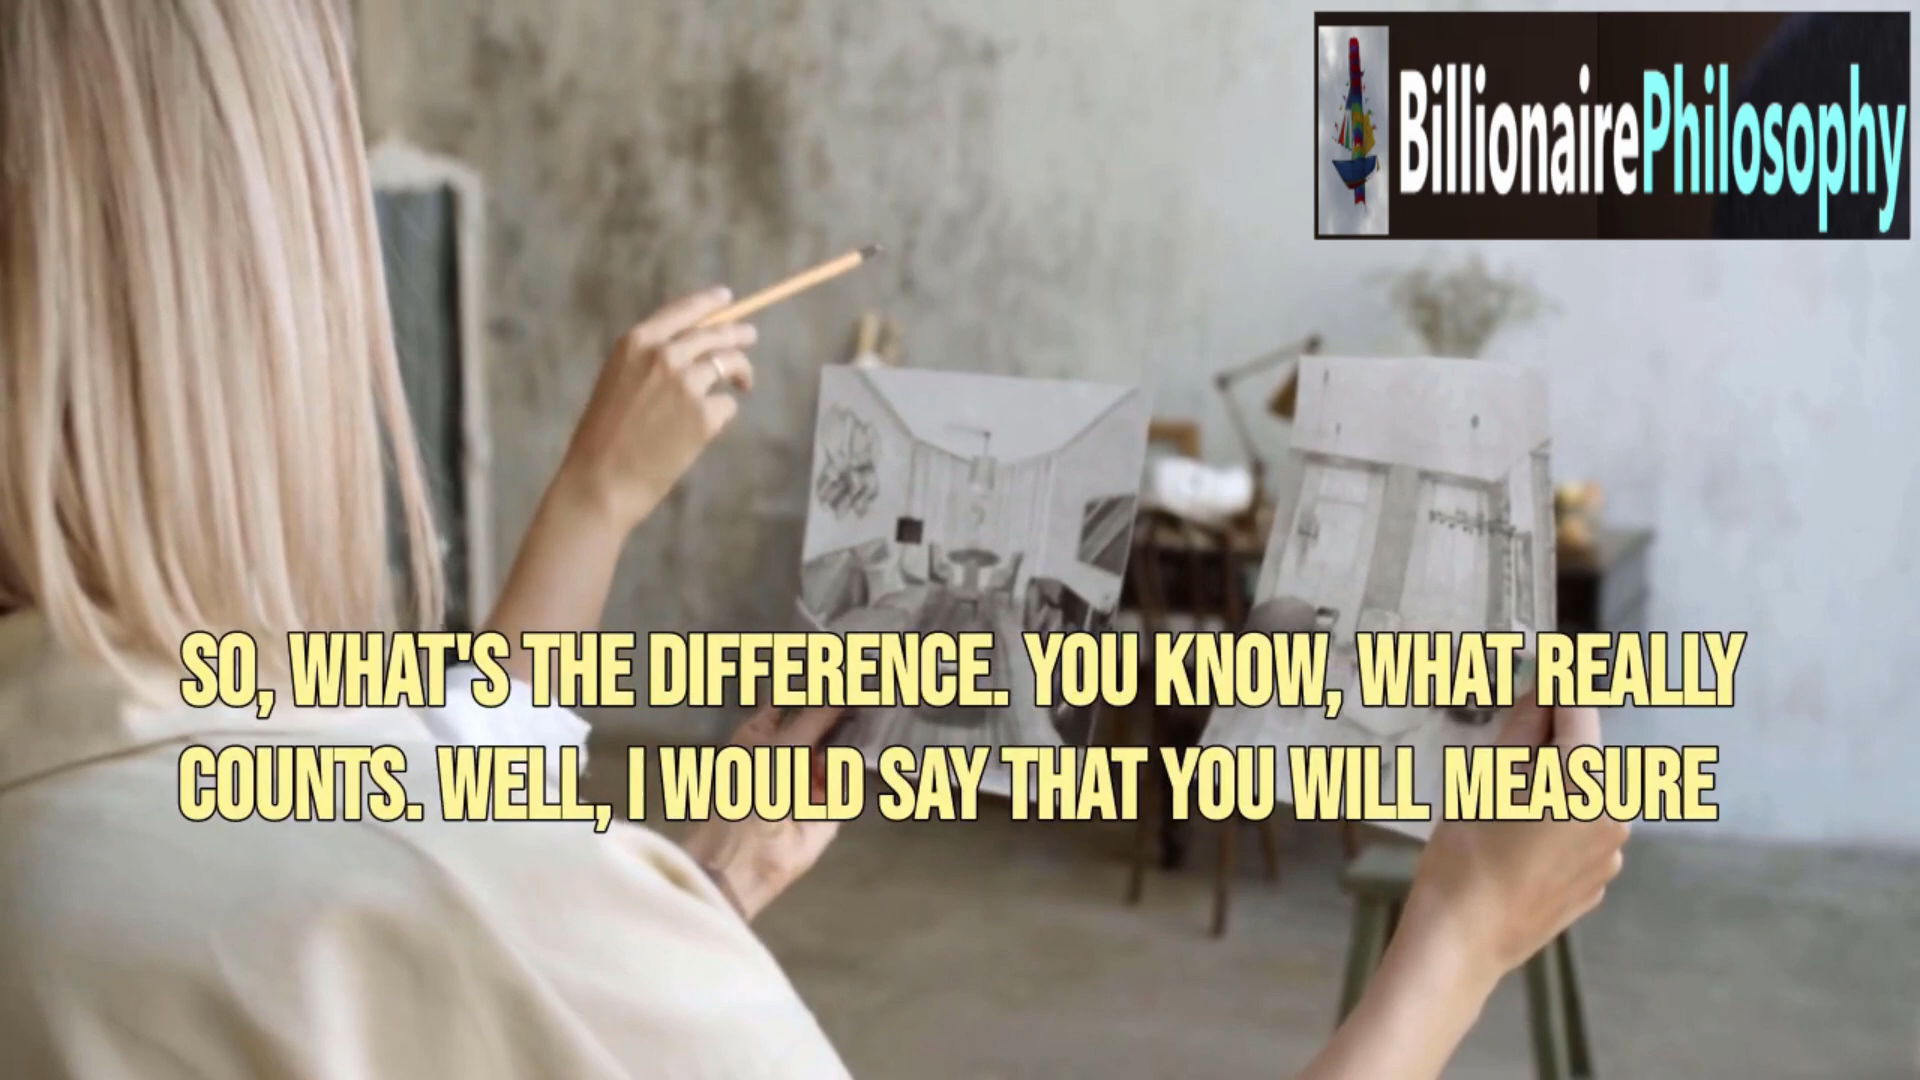 BillionairePhilosophy
SO, WHAT'S THE DIFFERENCE. YOU KNOW, WHAT REALLY
COUNTS. WELL, I WOULD SAY THAT YOU WILL MEASURE